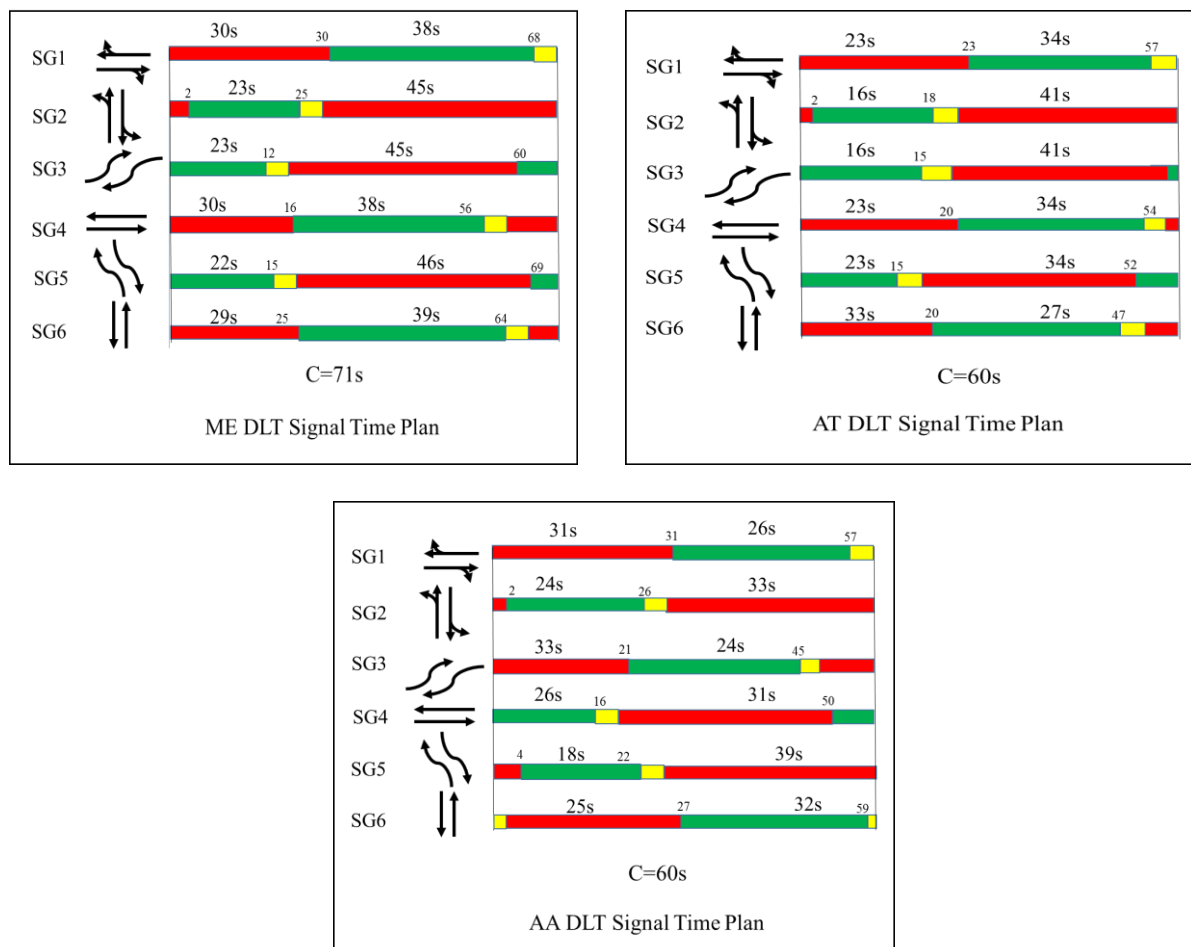 30s 30 38s 68
SG1
2 23s 25 45s
SG2
23s 12 45s 60
SG3
30s 16 38s 56
SG4
22s 15 46s 69
SG5
29s 25 39s 64
SG6
C=71s
ME DLT Signal Time Plan
23s 23 34s 57
SG1
2 16s 18 41s
SG2
16s 15 41s
SG3
23s 20 34s 54
SG4
23s 15 34s 52
SG5
33s 20 27s 47
SG6
C=60s
AT DLT Signal Time Plan
31s 31 26s 57
SG1
2 24s 26 33s
SG2
33s 21 24s 45
SG3
26s 16 31s 50
SG4
4 18s 22 39s
SG5
25s 27 32s 59
SG6
C=60s
AA DLT Signal Time Plan